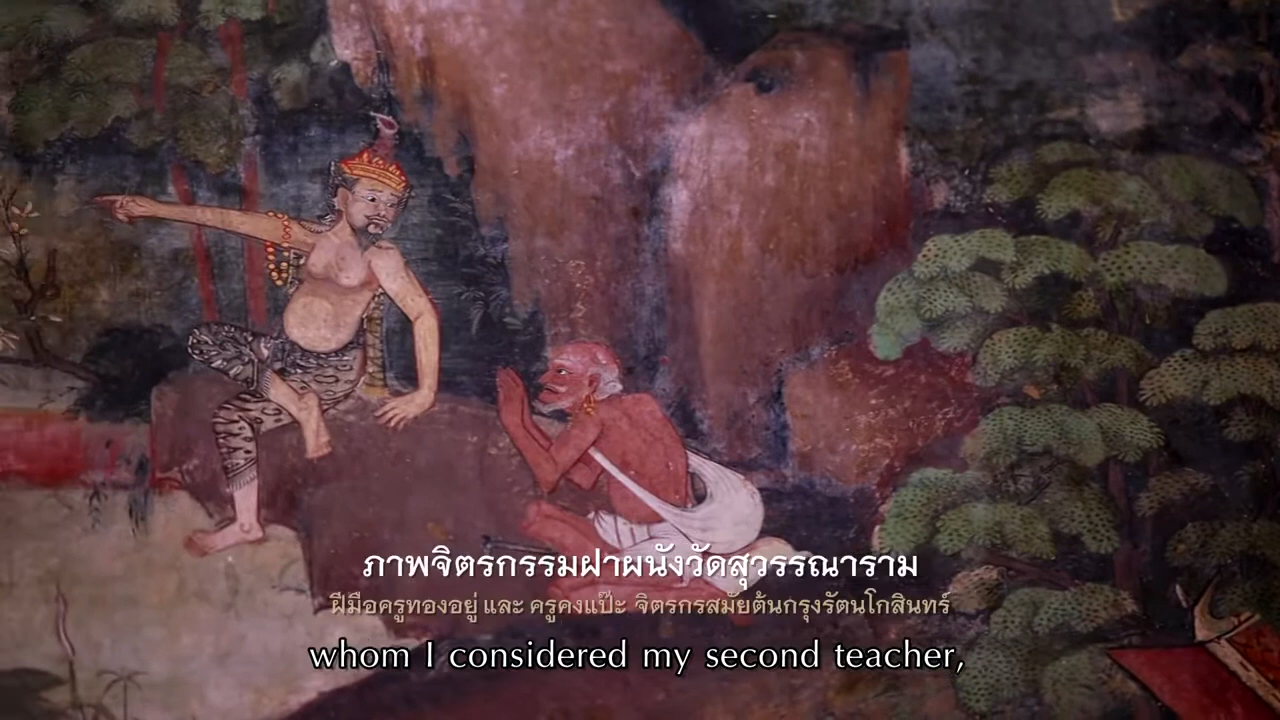 ภาพจิตรกรรมฝาผนังวัดสุวรรณาราม
ฝีมือครูทองอยู่ และ ครูคงแป๊ะ จิตรกรสมัยต้นกรุงรัตนโกสินทร์
whom I considered my second teacher,